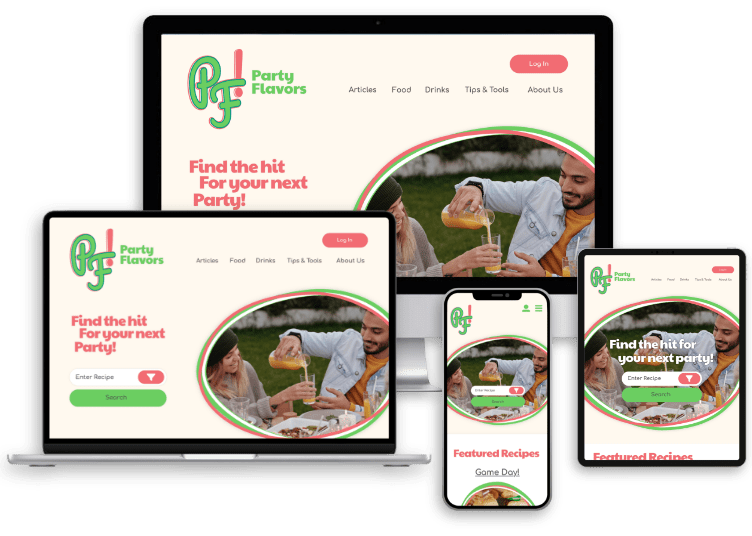 PF!
Party
Flavors
Log In
Articles Food Drinks Tips & Tools About Us
Find the hit
For your next
Party!
PF!
Party
Flavors
Log In
Articles Food Drinks Tips & Tools About Us
Find the hit
For your next
Party!
Enter Recipe
Search
PF!
Enter Recipe
Search
Featured Recipes
Game Day!
PF!
Party
Flavors
Articles Food Drinks Tips & Tools About Us
Find the hit for
your next party!
Enter Recipe
Search
Featured Recipes